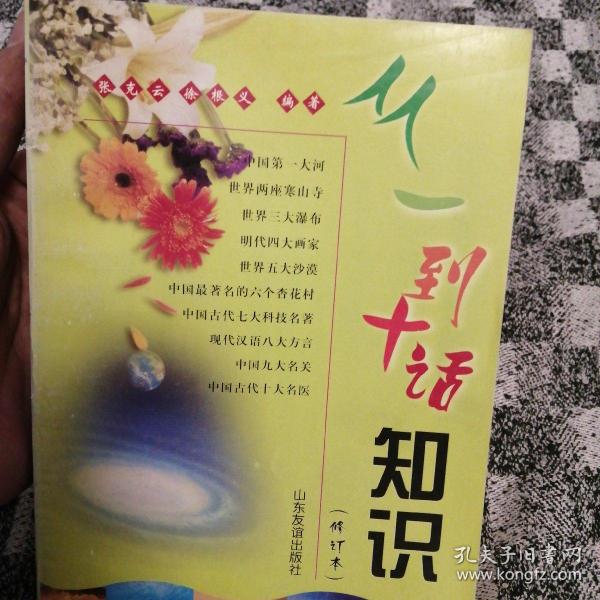 张克云 徐根义 编著
从一到十话知识
(修订本)
中国第一大河
世界两座寒山寺
世界三大瀑布
明代四大画家
世界五大沙漠
中国最著名的六个杏花村
中国古代七大科技名著
现代汉语八大方言
中国九大名关
中国古代十大名医
山东友谊出版社
孔夫子旧书网
www.kongfz.com